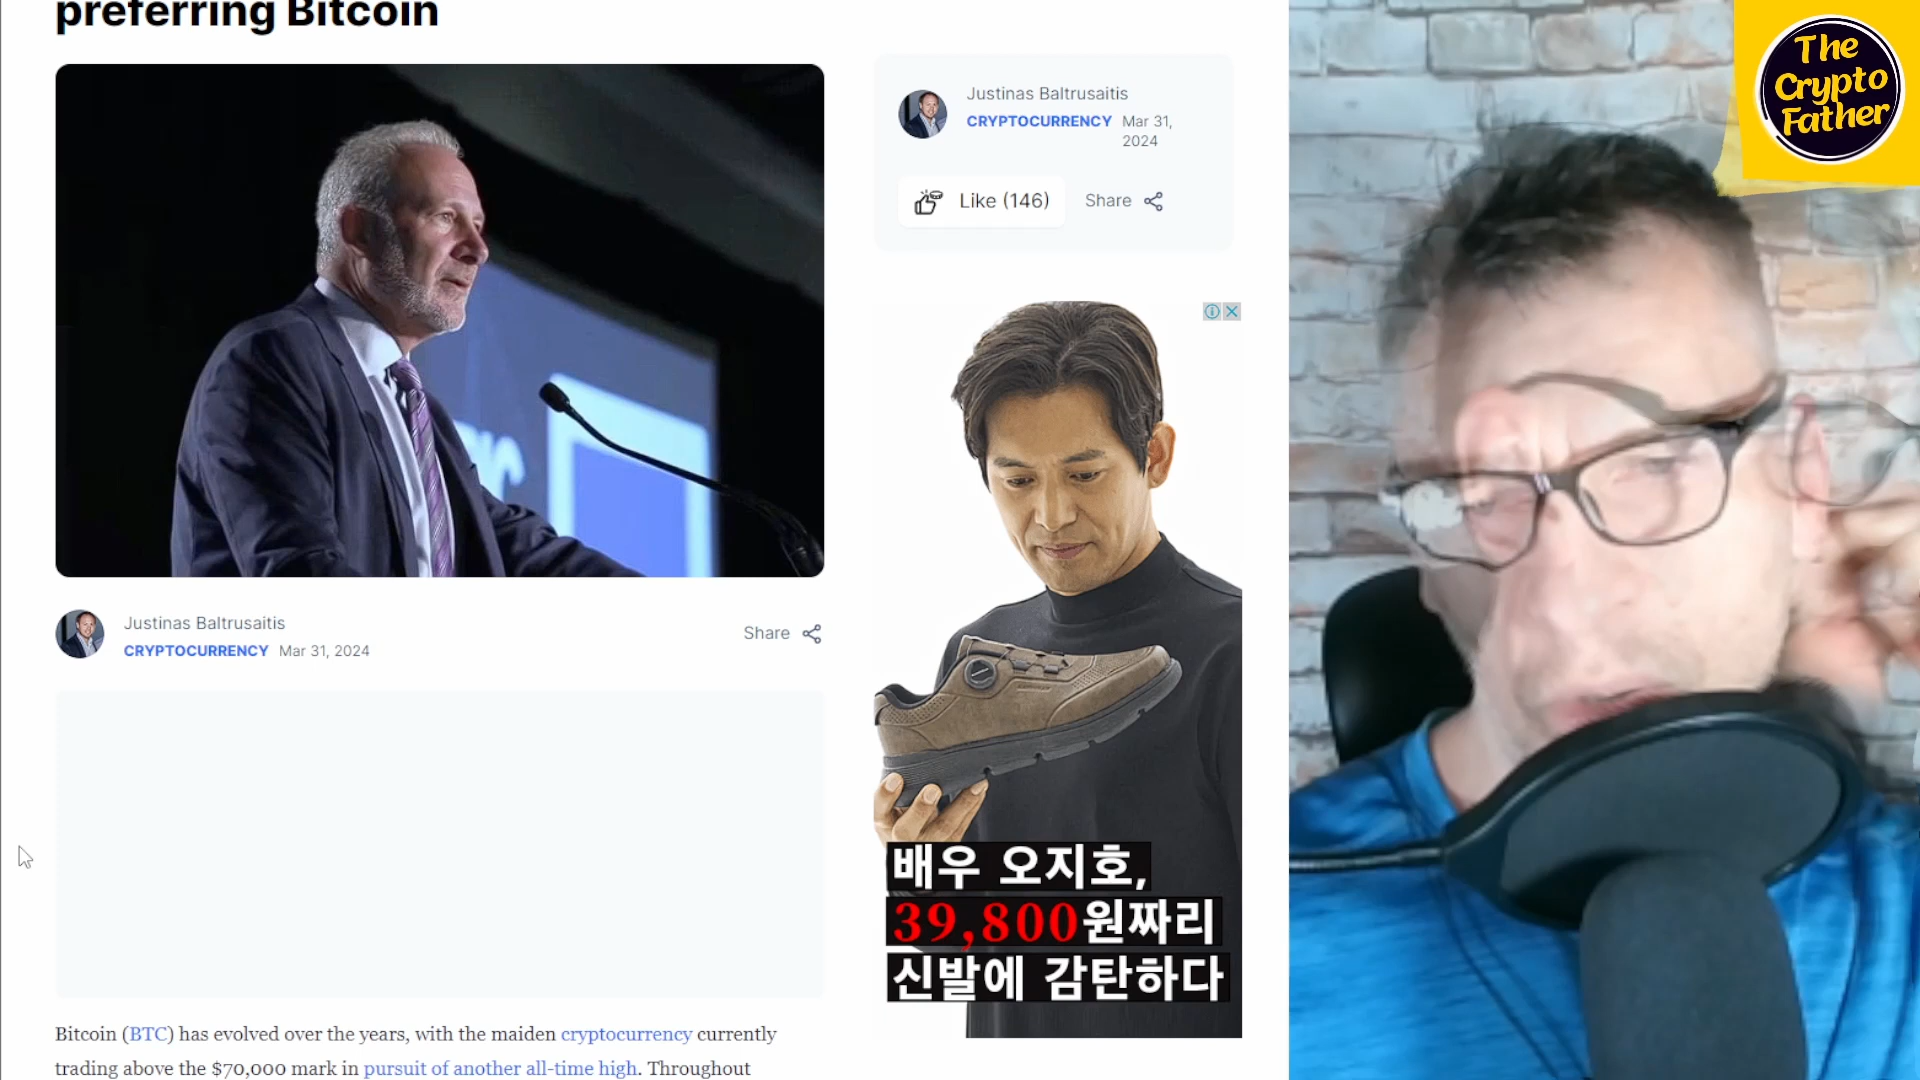 preferring Bitcoin
Justinas Baltrusaitis
CRYPTOCURRENCY Mar 31, 2024
Share
Bitcoin (BTC) has evolved over the years, with the maiden cryptocurrency currently
trading above the $70,000 mark in pursuit of another all-time high. Throughout
Justinas Baltrusaitis
CRYPTOCURRENCY Mar 31,
2024
Like (146) Share
배우 오지호,
39,800원짜리
신발에 감탄하다
The
Crypto
Father